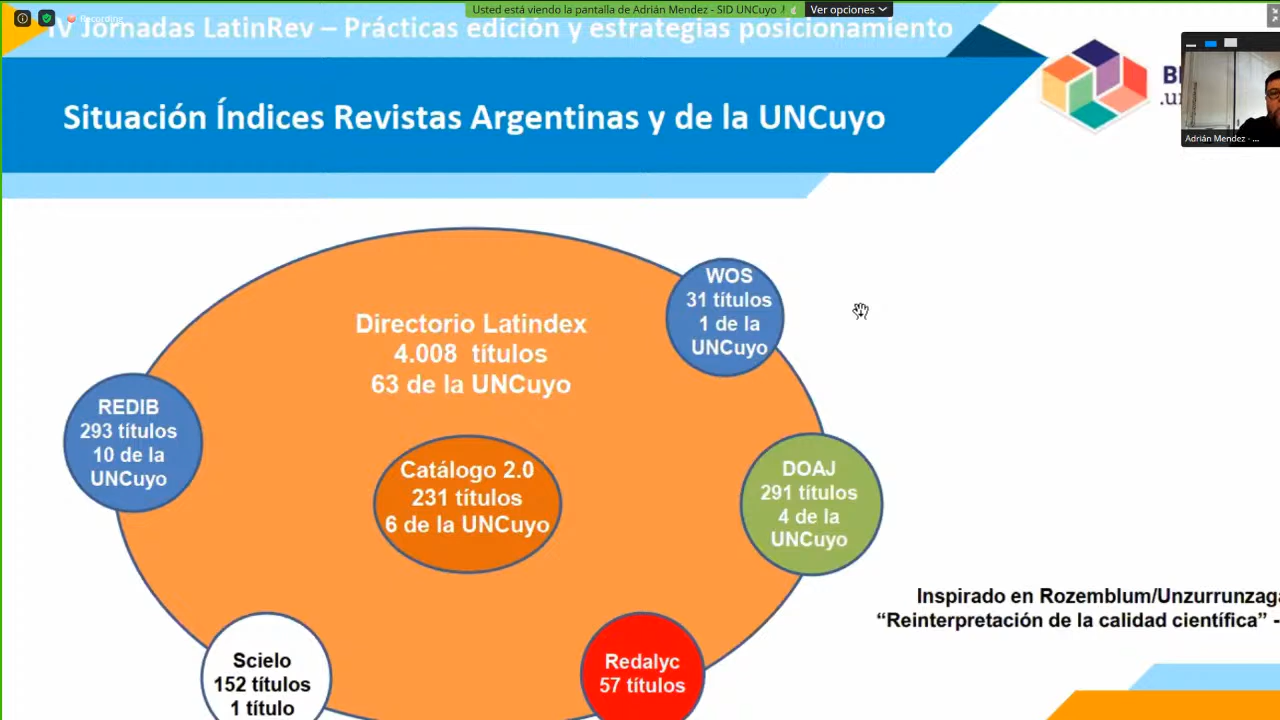 Recording
Usted está viendo la pantalla de Adrián Mendez - SID UNCuyo
Ver opciones
IV Jornadas LatinRev – Prácticas edición y estrategias posicionamiento
Situación Índices Revistas Argentinas y de la UNCuyo
Adrián Mendez - ...
Directorio Latindex
4.008 títulos
63 de la UNCuyo
WOS
31 títulos
1 de la
UNCuyo
REDIB
293 títulos
10 de la
UNCuyo
Catálogo 2.0
231 títulos
6 de la UNCuyo
DOAJ
291 títulos
4 de la
UNCuyo
Scielo
152 títulos
1 título
Redalyc
57 títulos
Inspirado en Rozemblum/Unzurrunzaga
“Reinterpretación de la calidad científica” -